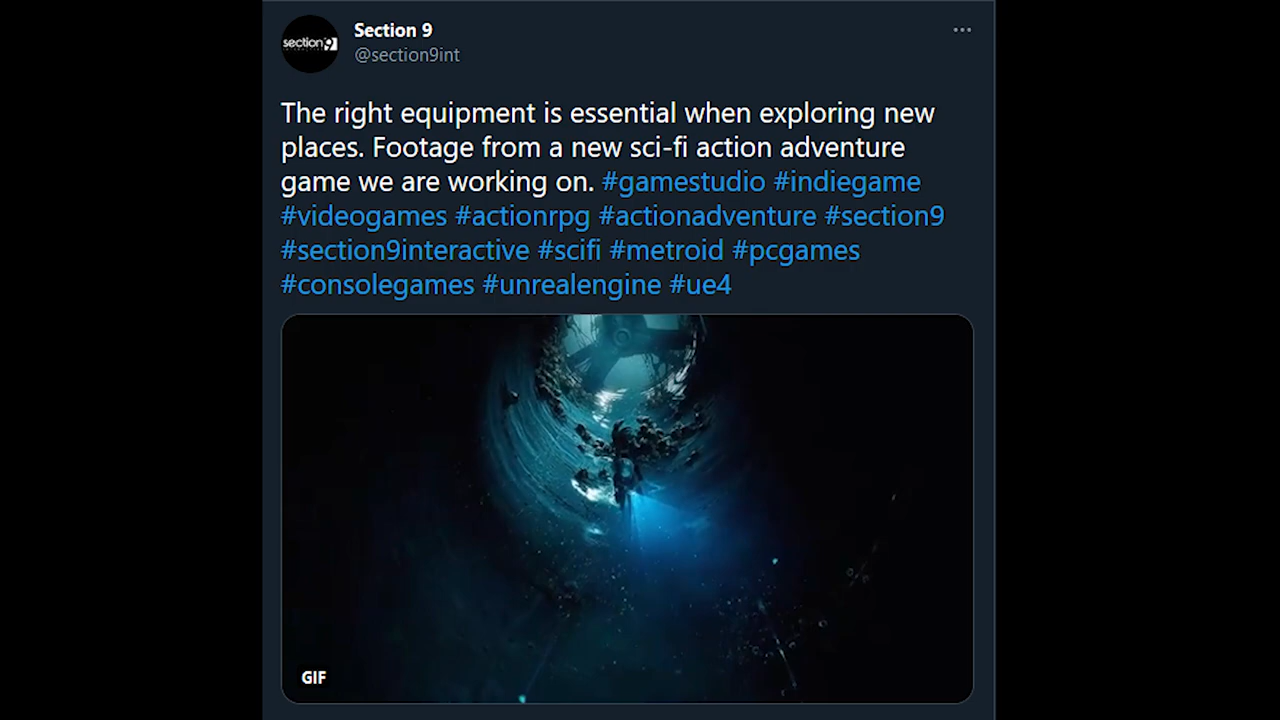 section9
Section 9
@section9int
The right equipment is essential when exploring new
places. Footage from a new sci-fi action adventure
game we are working on. #gamestudio #indiegame
#videogames #actionrpg #actionadventure #section9
#section9interactive #scifi #metroid #pcgames
#consolegames #unrealengine #ue4
GIF